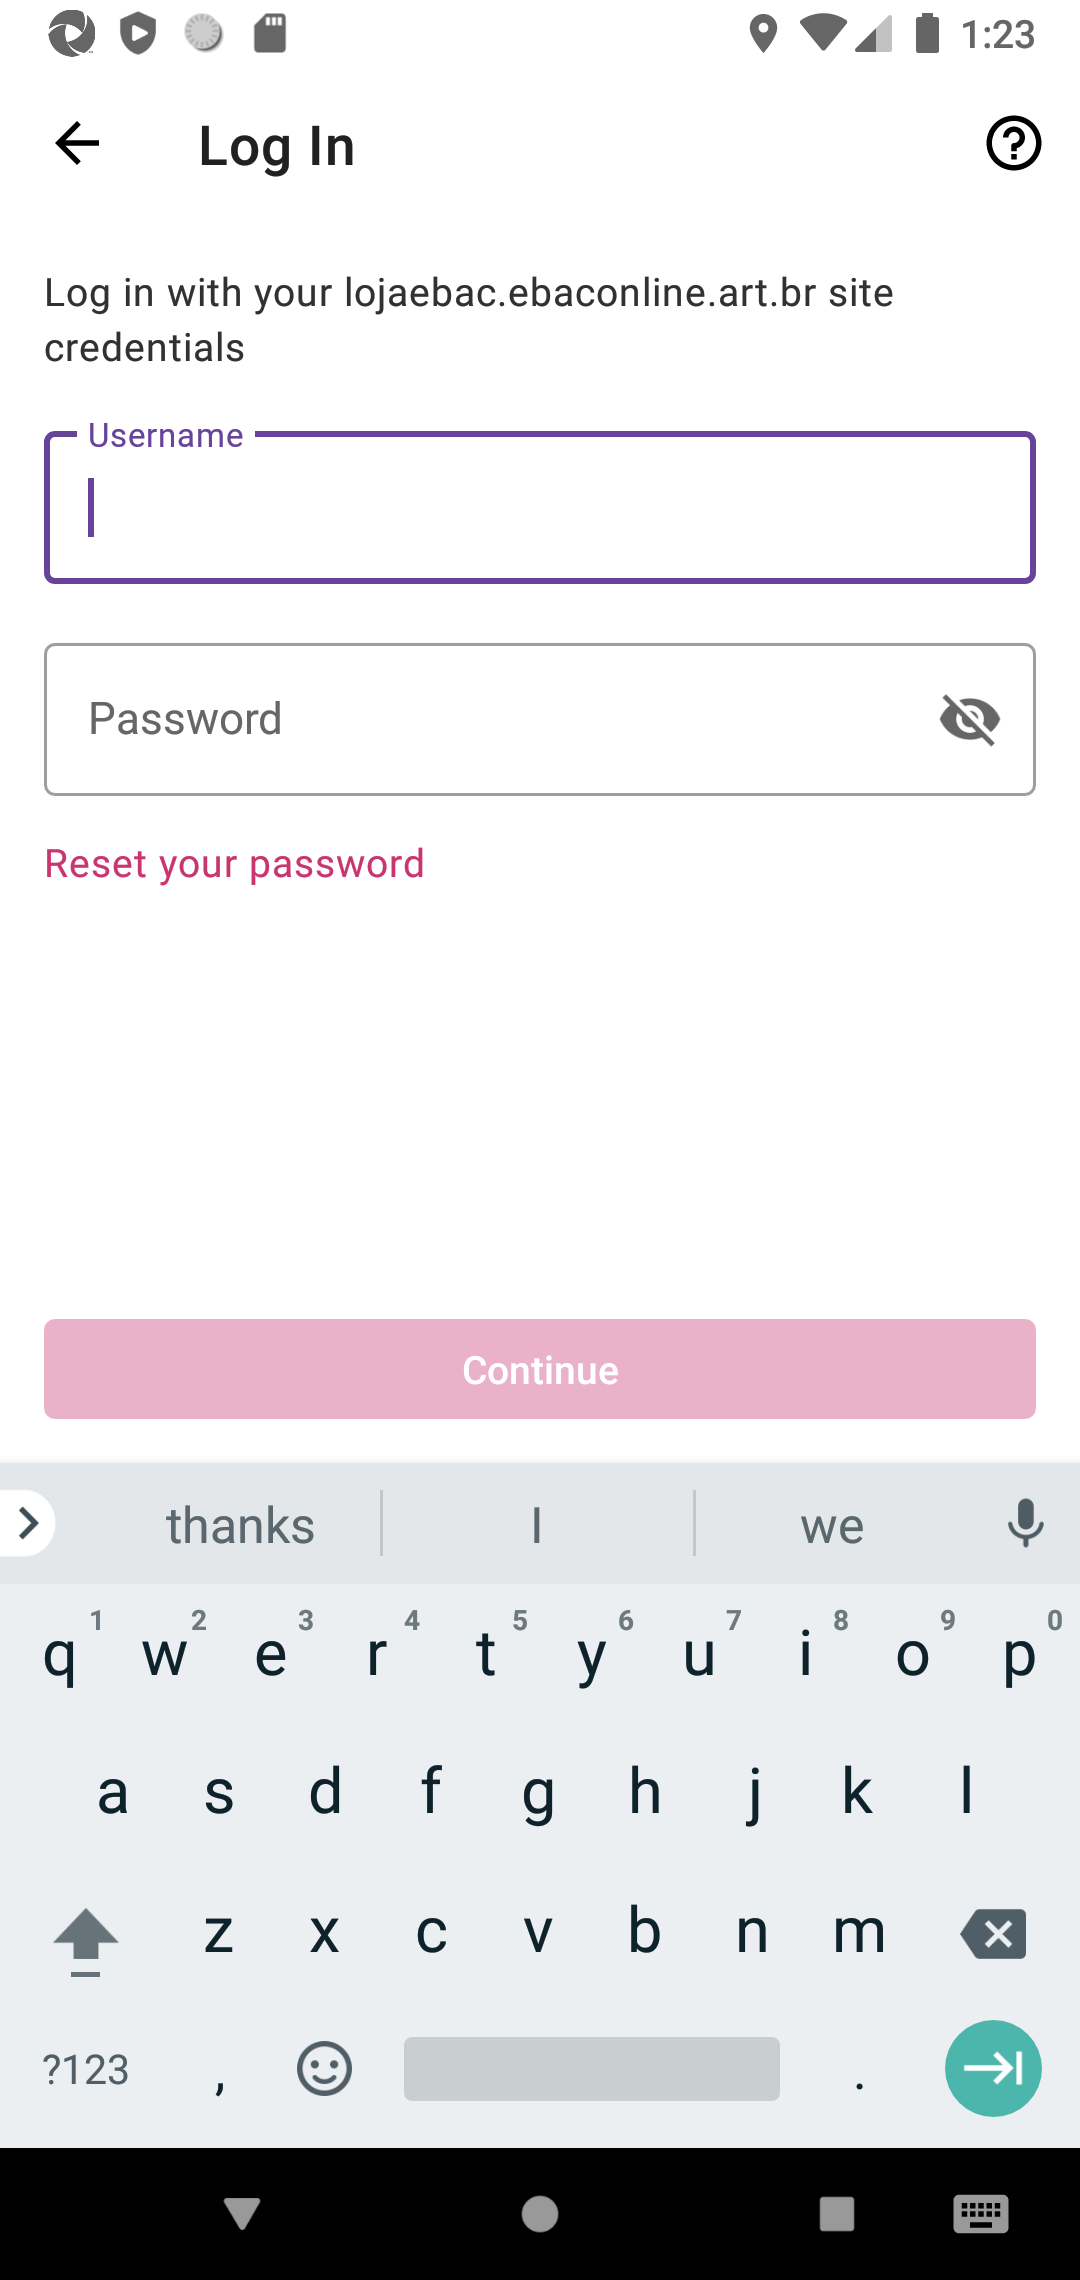 1:23
Log In
Log in with your lojaebac.ebaconline.art.br site
credentials
Username
Password
Reset your password
Continue
thanks I we
1 2 3 4 5 6 7 8 9 0
q w e r t y u i o p
a s d f g h j k l
z x c v b n m
?123 , .